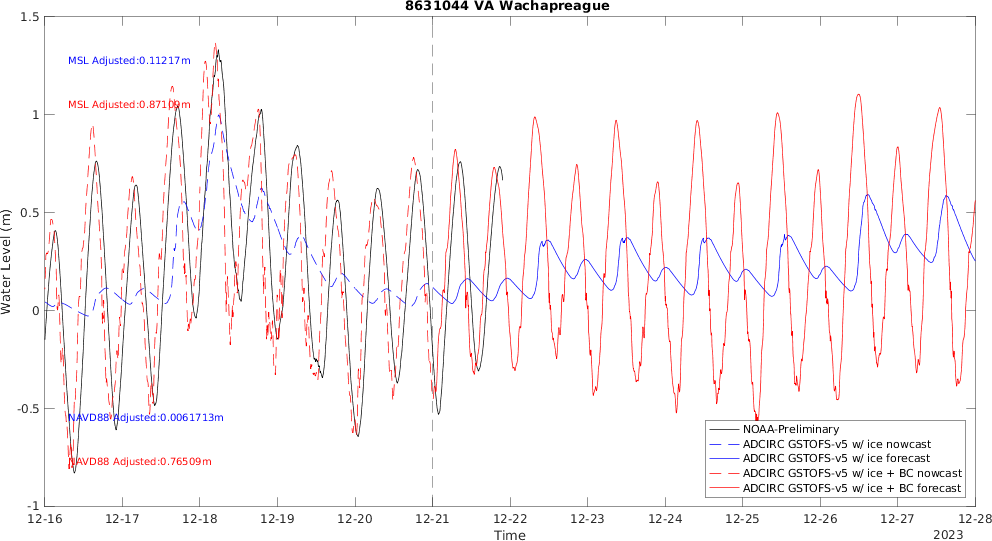 8631044 VA Wachapreague
1.5
1
0.5
0
-0.5
-1
Water Level (m)
MSL Adjusted:0.11217m
MSL Adjusted:0.87109m
NAVD88 Adjusted:0.0061713m
NAVD88 Adjusted:0.76509m
NOAA-Preliminary
ADCIRC GSTOFS-v5 w/ ice nowcast
ADCIRC GSTOFS-v5 w/ ice forecast
ADCIRC GSTOFS-v5 w/ ice + BC nowcast
ADCIRC GSTOFS-v5 w/ ice + BC forecast
12-16 12-17 12-18 12-19 12-20 12-21 12-22 12-23 12-24 12-25 12-26 12-27 12-28
Time
2023